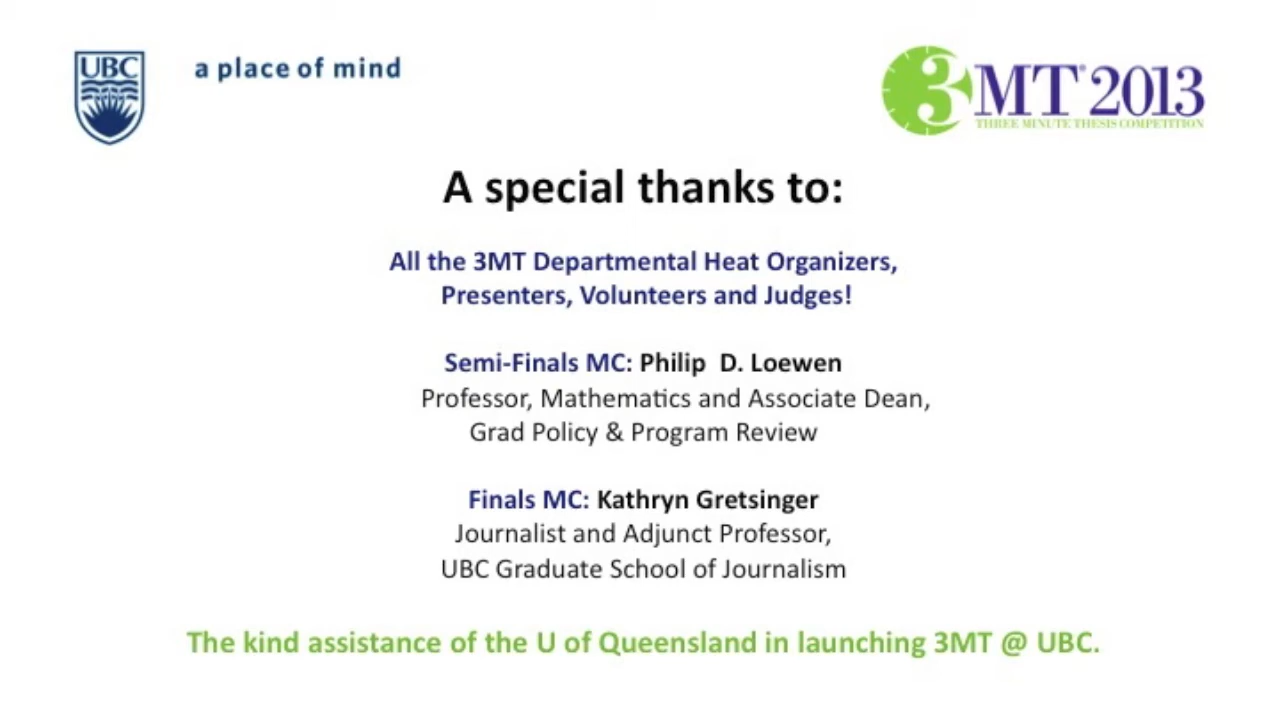 UBC
a place of mind
3MT® 2013
THREE MINUTE THESIS COMPETITION
A special thanks to:
All the 3MT Departmental Heat Organizers,
Presenters, Volunteers and Judges!
Semi-Finals MC: Philip  D. Loewen
Professor, Mathematics and Associate Dean,
Grad Policy & Program Review
Finals MC: Kathryn Gretsinger
Journalist and Adjunct Professor,
UBC Graduate School of Journalism
The kind assistance of the U of Queensland in launching 3MT @ UBC.